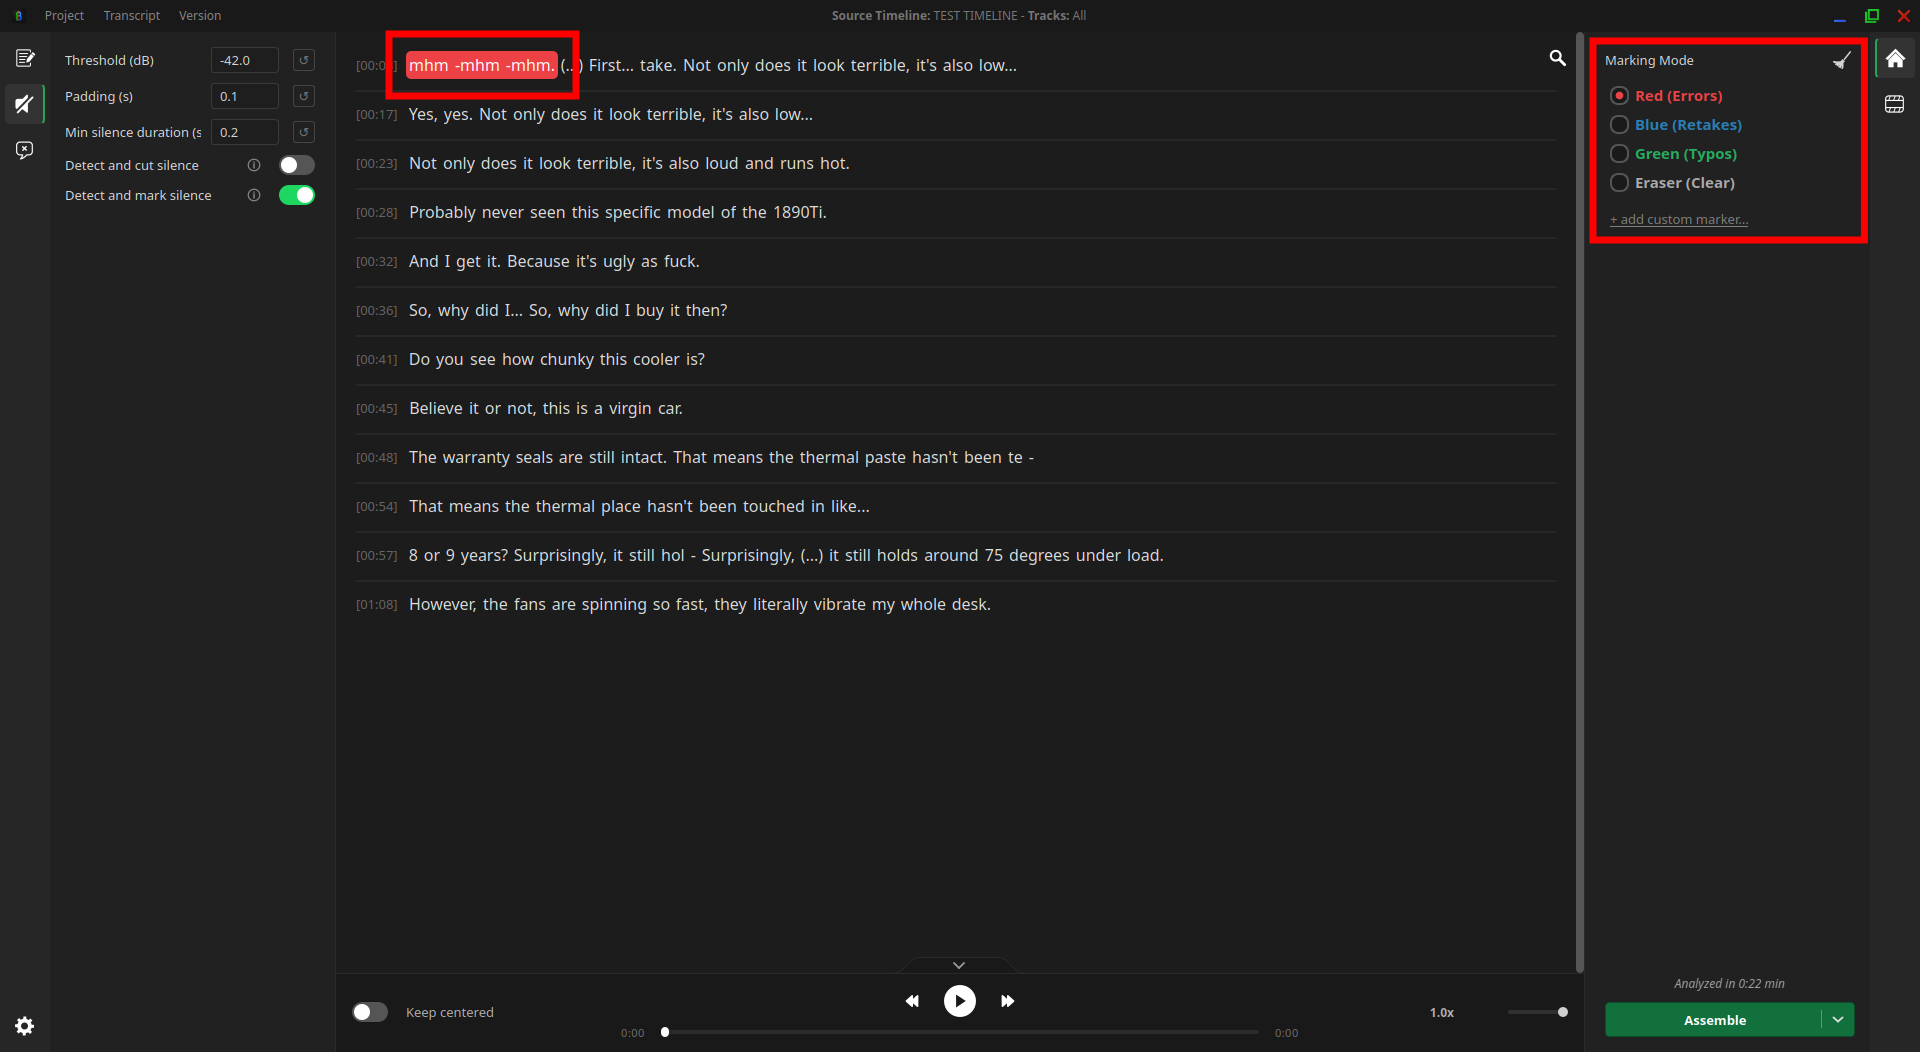 Project Transcript Version
Source Timeline: TEST TIMELINE - Tracks: All
Threshold (dB) -42.0
Padding (s) 0.1
Min silence duration (s 0.2
Detect and cut silence
Detect and mark silence
mhm -mhm -mhm. (...) First... take. Not only does it look terrible, it's also low...
[00:17] Yes, yes. Not only does it look terrible, it's also low...
[00:23] Not only does it look terrible, it's also loud and runs hot.
[00:28] Probably never seen this specific model of the 1890Ti.
[00:32] And I get it. Because it's ugly as fuck.
[00:36] So, why did I... So, why did I buy it then?
[00:41] Do you see how chunky this cooler is?
[00:45] Believe it or not, this is a virgin car.
[00:48] The warranty seals are still intact. That means the thermal paste hasn't been te -
[00:54] That means the thermal place hasn't been touched in like...
[00:57] 8 or 9 years? Surprisingly, it still hol - Surprisingly, (...) it still holds around 75 degrees under load.
[01:08] However, the fans are spinning so fast, they literally vibrate my whole desk.
Marking Mode
Red (Errors)
Blue (Retakes)
Green (Typos)
Eraser (Clear)
+ add custom marker...
Keep centered
0:00
0:00
1.0x
Analyzed in 0:22 min
Assemble